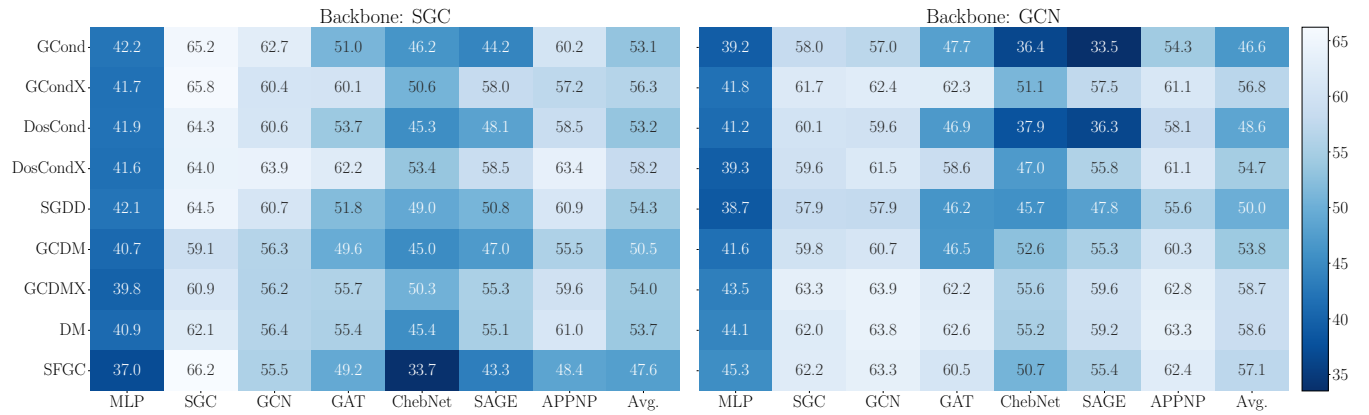 Backbone: SGC Backbone: GCN
GCond 42.2 65.2 62.7 51.0 46.2 44.2 60.2 53.1 39.2 58.0 57.0 47.7 36.4 33.5 54.3 46.6 65
GCondX 41.7 65.8 60.4 60.1 50.6 58.0 57.2 56.3 41.8 61.7 62.4 62.3 51.1 57.5 61.1 56.8 60
DosCond 41.9 64.3 60.6 53.7 45.3 48.1 58.5 53.2 41.2 60.1 59.6 46.9 37.9 36.3 58.1 48.6
DosCondX 41.6 64.0 63.9 62.2 53.4 58.5 63.4 58.2 39.3 59.6 61.5 58.6 47.0 55.8 61.1 54.7 55
SGDD 42.1 64.5 60.7 51.8 49.0 50.8 60.9 54.3 38.7 57.9 57.9 46.2 45.7 47.8 55.6 50.0 50
GCDM 40.7 59.1 56.3 49.6 45.0 47.0 55.5 50.5 41.6 59.8 60.7 46.5 52.6 55.3 60.3 53.8
GCDMX 39.8 60.9 56.2 55.7 50.3 55.3 59.6 54.0 43.5 63.3 63.9 62.2 55.6 59.6 62.8 58.7 45
DM 40.9 62.1 56.4 55.4 45.4 55.1 61.0 53.7 44.1 62.0 63.8 62.6 55.2 59.2 63.3 58.6 40
SFGC 37.0 66.2 55.5 49.2 33.7 43.3 48.4 47.6 45.3 62.2 63.3 60.5 50.7 55.4 62.4 57.1 35
MLP SGC GCN GAT ChebNet SAGE APPNP Avg. MLP SGC GCN GAT ChebNet SAGE APPNP Avg.